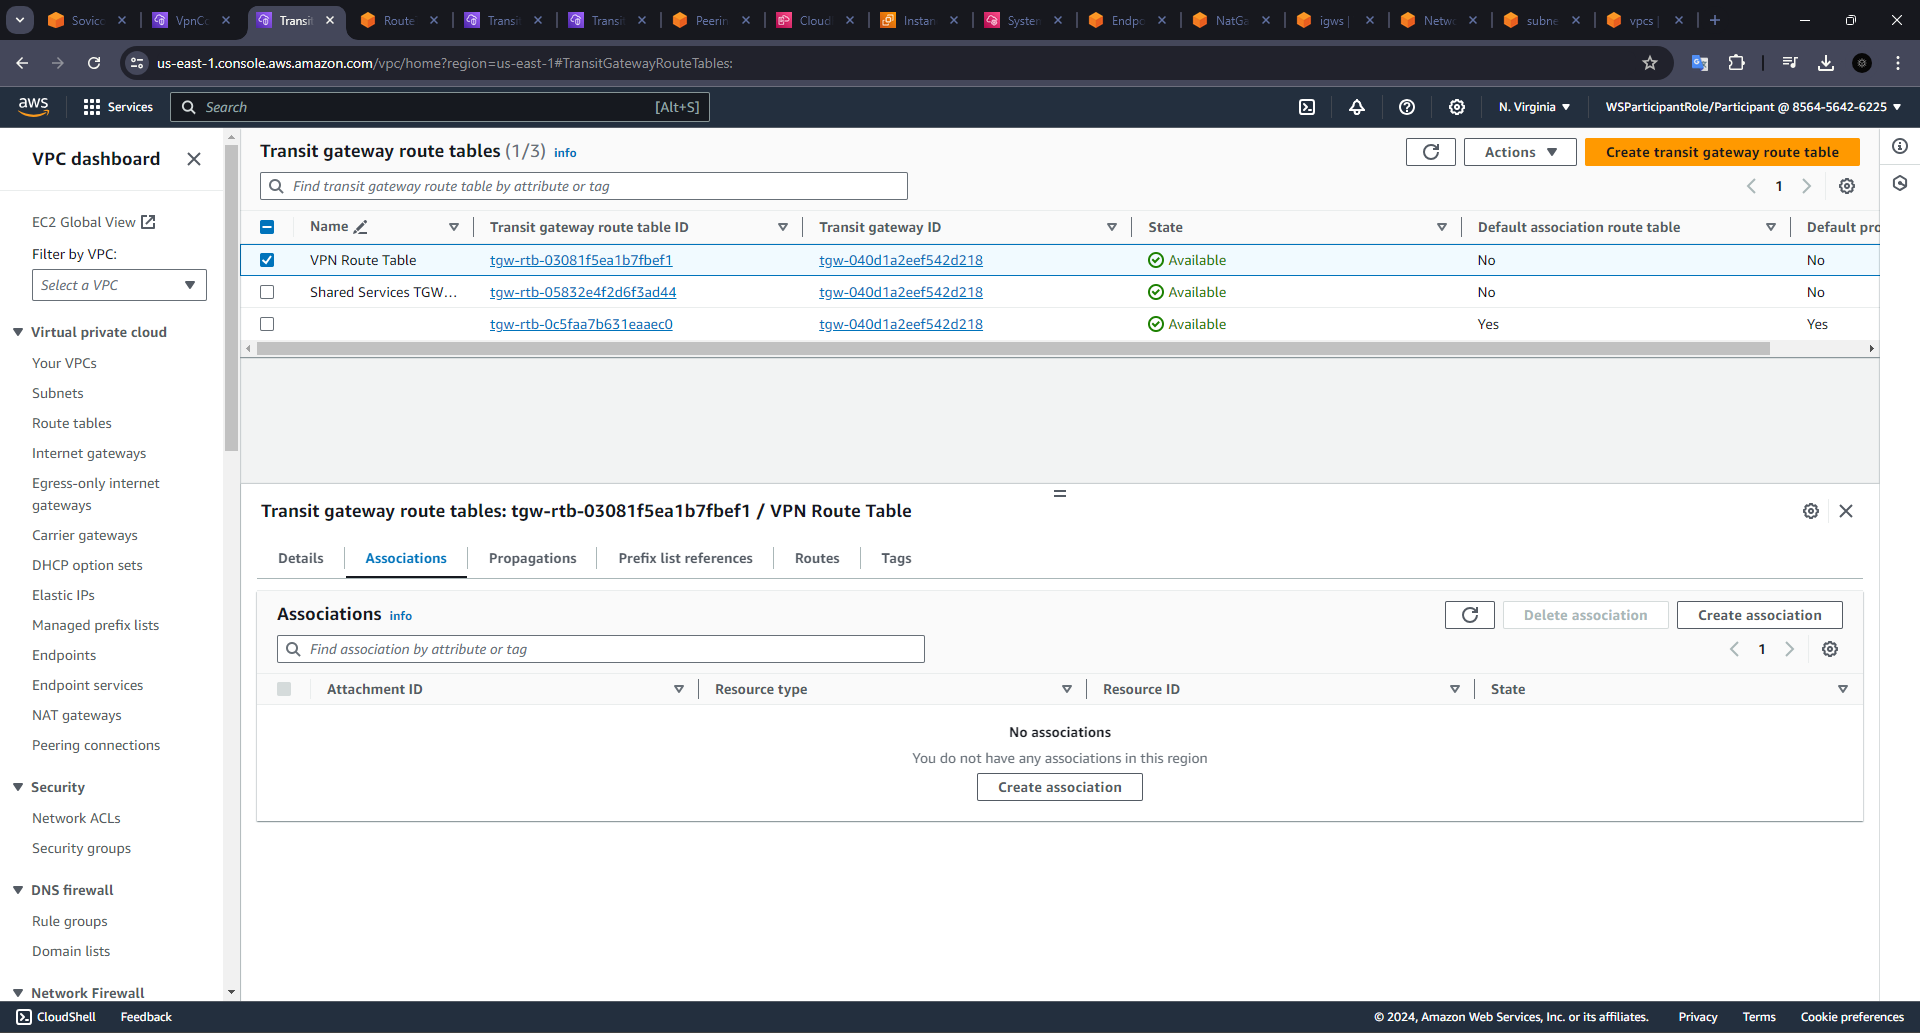 Sovico
VpnCo
Transit
Route
Transit
Transit
Peerin
Cloud
Instan
System
Endpo
NatGa
igws |
Netwo
subne
vpcs |
us-east-1.console.aws.amazon.com/vpc/home?region=us-east-1#TransitGatewayRouteTables:
aws
Services
Search
[Alt+S]
N. Virginia
WSParticipantRole/Participant @ 8564-5642-6225
VPC dashboard
EC2 Global View
Filter by VPC:
Select a VPC
Virtual private cloud
Your VPCs
Subnets
Route tables
Internet gateways
Egress-only internet
gateways
Carrier gateways
DHCP option sets
Elastic IPs
Managed prefix lists
Endpoints
Endpoint services
NAT gateways
Peering connections
Security
Network ACLs
Security groups
DNS firewall
Rule groups
Domain lists
Network Firewall
Transit gateway route tables (1/3) info
Actions
Create transit gateway route table
Find transit gateway route table by attribute or tag
1
Name Transit gateway route table ID Transit gateway ID State Default association route table Default pro
VPN Route Table tgw-rtb-03081f5ea1b7fbef1 tgw-040d1a2eef542d218 Available No No
Shared Services TGW... tgw-rtb-05832e4f2d6f3ad44 tgw-040d1a2eef542d218 Available No No
tgw-rtb-0c5faa7b631eaaec0 tgw-040d1a2eef542d218 Available Yes Yes
Transit gateway route tables: tgw-rtb-03081f5ea1b7fbef1 / VPN Route Table
Details Associations Propagations Prefix list references Routes Tags
Associations info
Delete association
Create association
Find association by attribute or tag
1
Attachment ID Resource type Resource ID State
No associations
You do not have any associations in this region
Create association
CloudShell Feedback
© 2024, Amazon Web Services, Inc. or its affiliates. Privacy Terms Cookie preferences